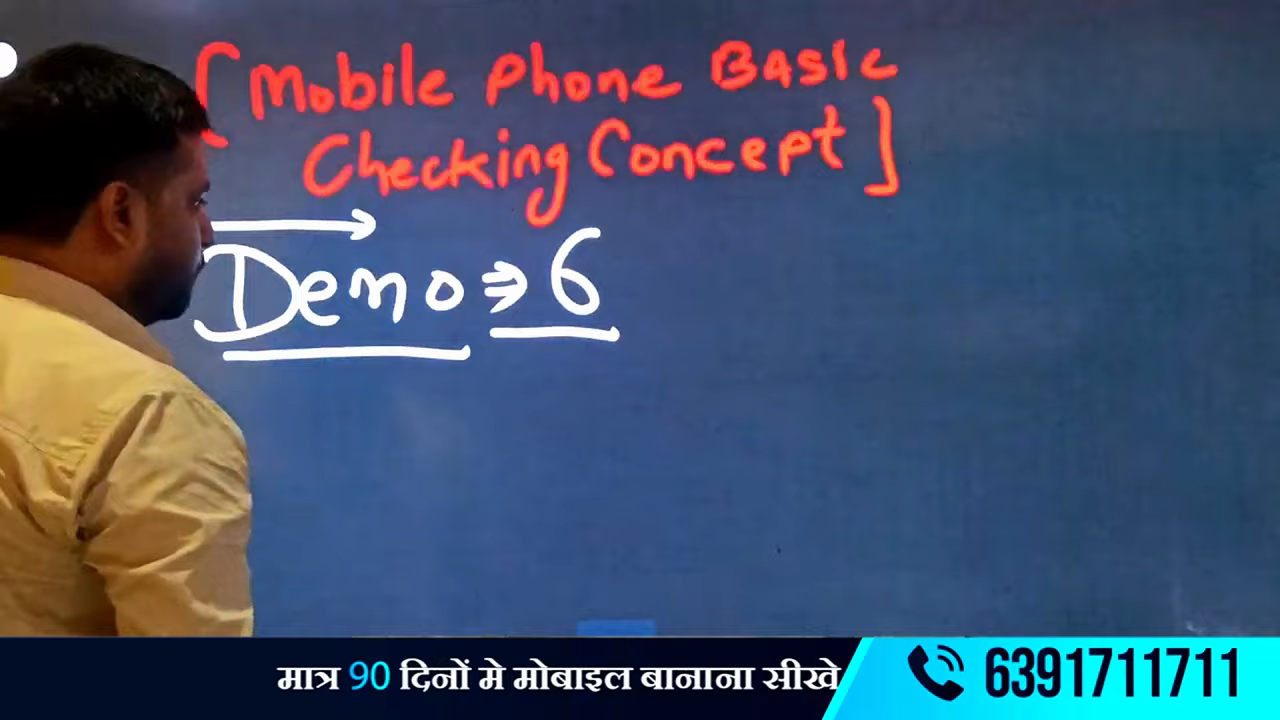 [Mobile Phone Basic
Checking Concept]
Demo ⇒ 6
मात्र 90 दिनों मे मोबाइल बानाना सीखे
6391711711